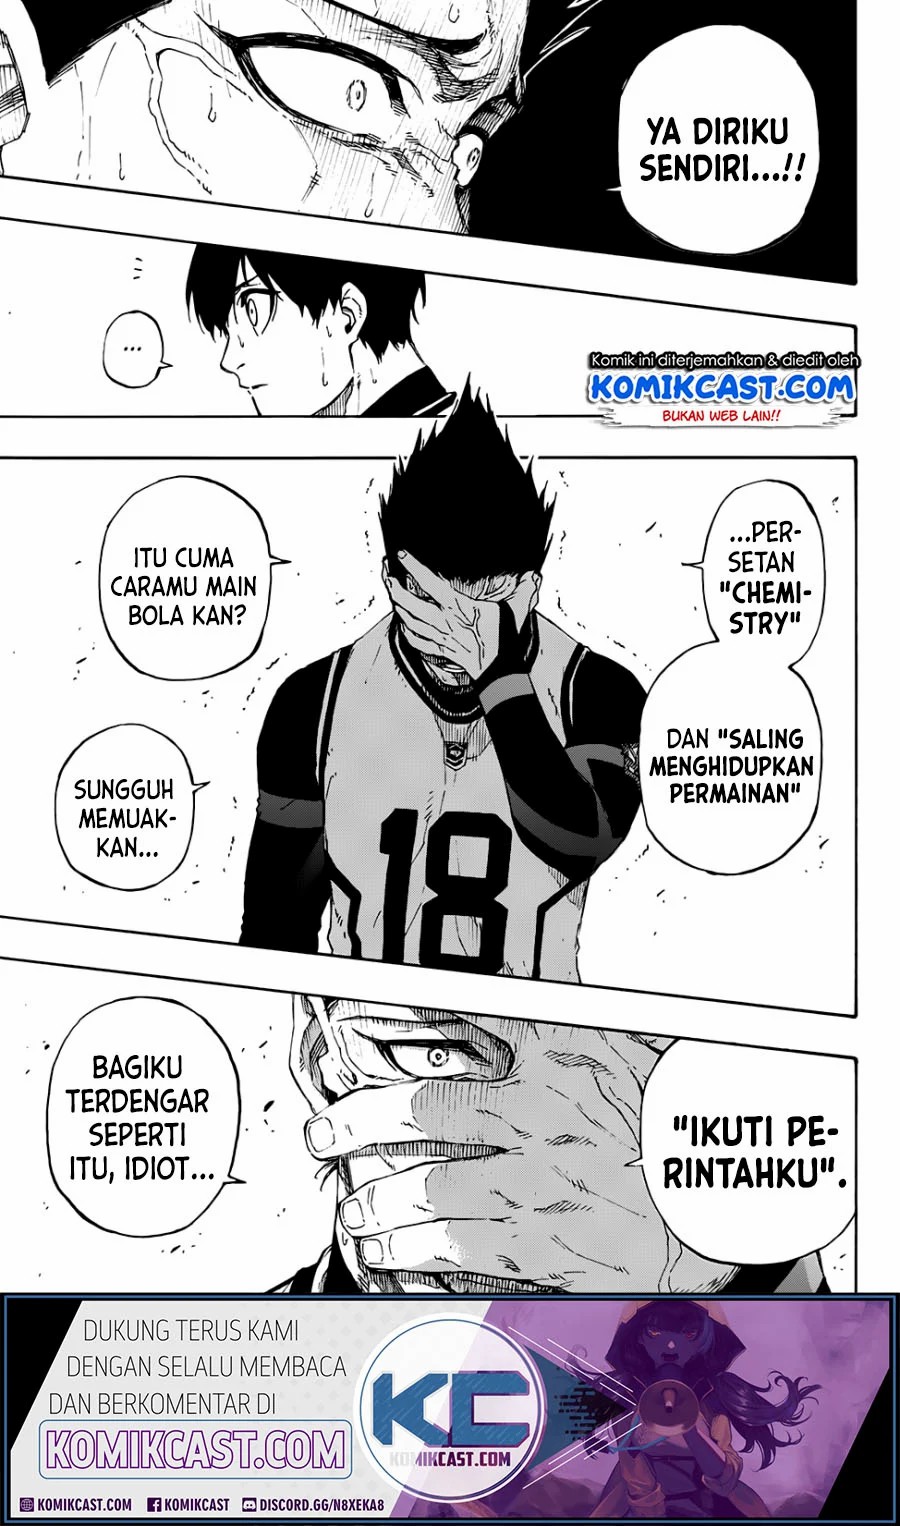 YA DIRIKU
SENDIRI...!!
...
Komik ini diterjemahkan & diedit oleh
KOMIKCAST.COM
BUKAN WEB LAIN!!
...PER-
SETAN
"CHEMI-
STRY"
DAN "SALING
MENGHIDUPKAN
PERMAINAN"
ITU CUMA
CARAMU MAIN
BOLA KAN?
SUNGGUH
MEMUAK-
KAN...
18
"IKUTI PE-
RINTAHKU".
BAGIKU
TERDENGAR
SEPERTI
ITU, IDIOT...
DUKUNG TERUS KAMI
DENGAN SELALU MEMBACA
DAN BERKOMENTAR DI
KOMIKCAST.COM
KOMIKCAST.COM
KOMIKCAST
DISCORD.GG/N8XEKA8
KC
KOMIKCAST.COM